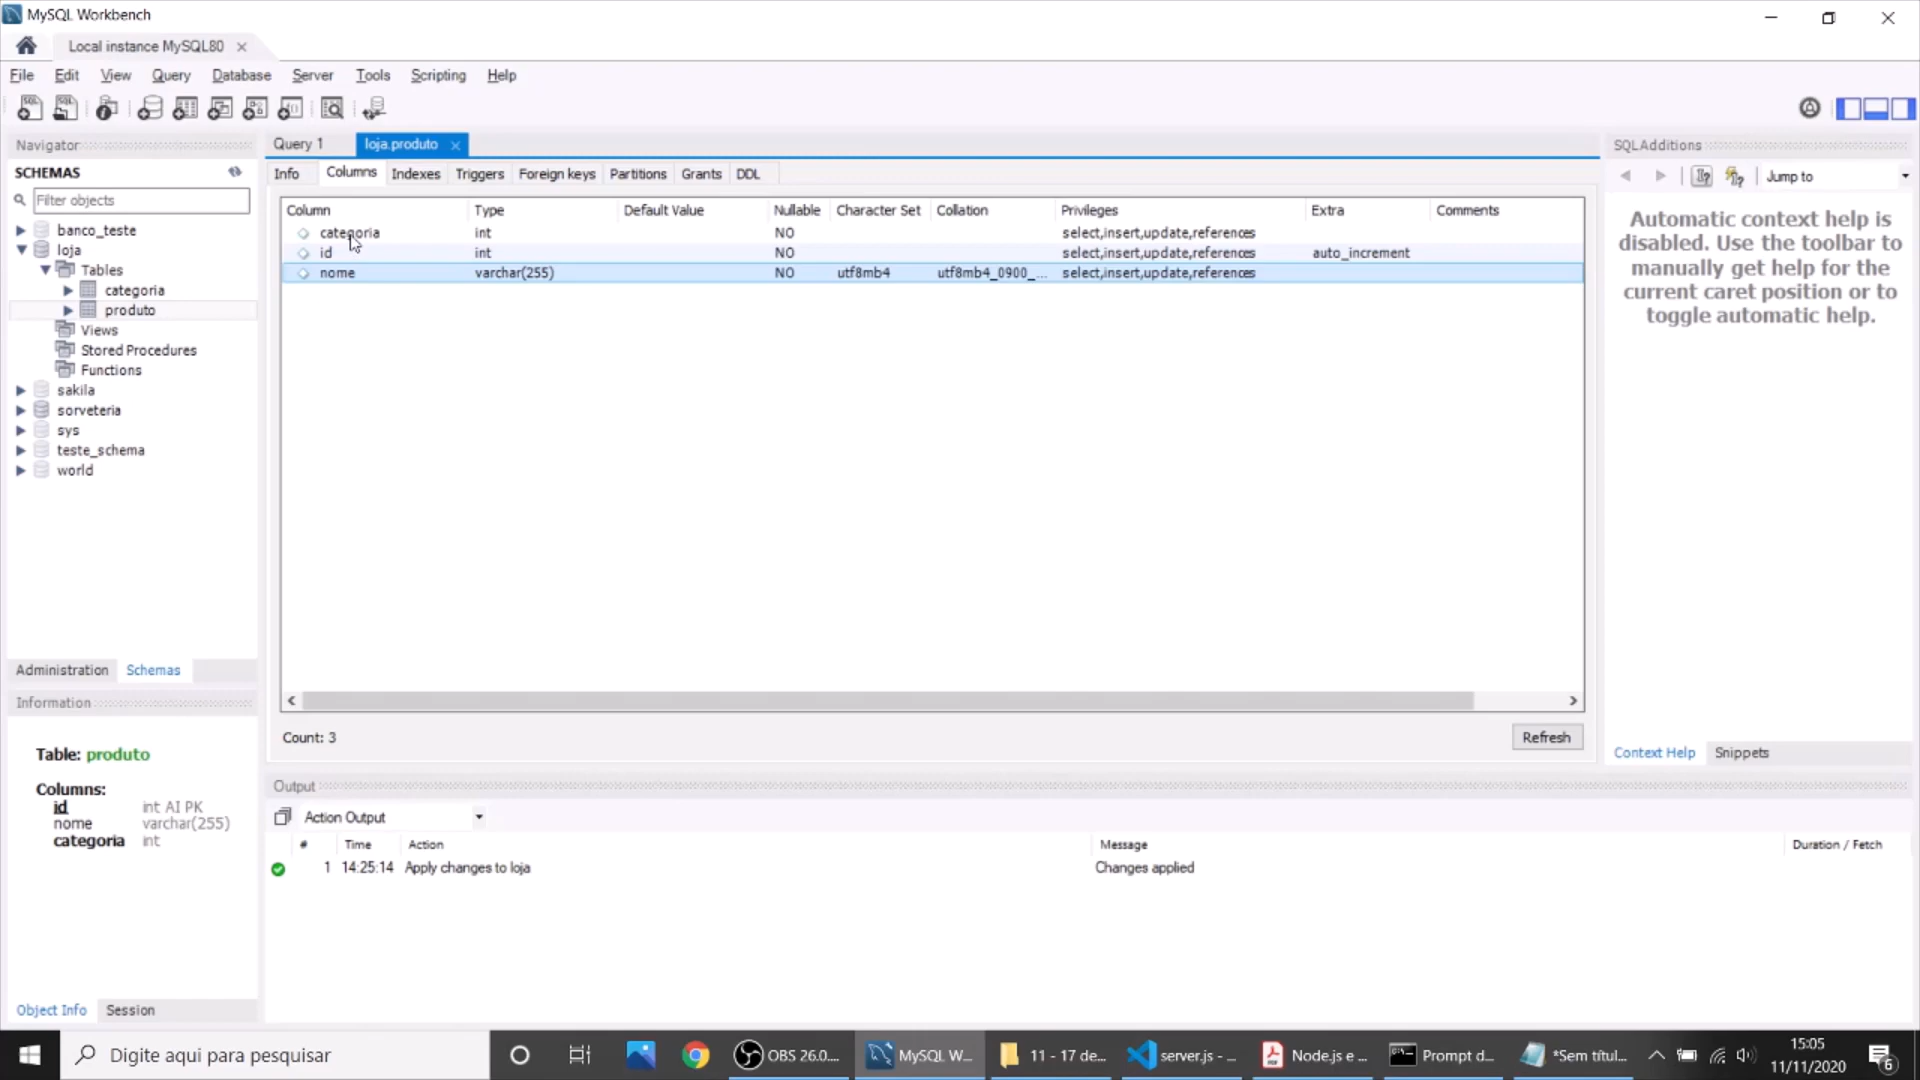 MySQL Workbench
Local instance MySQL80
File Edit View Query Database Server Tools Scripting Help
Navigator
SCHEMAS
Filter objects
banco_teste
loja
Tables
categoria
produto
Views
Stored Procedures
Functions
sakila
sorveteria
sys
teste_schema
world
Administration Schemas
Information
Table: produto
Columns:
id int AI PK
nome varchar(255)
categoria int
Object Info Session
Query 1 loja.produto
Info Columns Indexes Triggers Foreign keys Partitions Grants DDL
Column Type Default Value Nullable Character Set Collation Privileges Extra Comments
categoria int NO select,insert,update,references
id int NO select,insert,update,references auto_increment
nome varchar(255) NO utf8mb4 utf8mb4_0900_... select,insert,update,references
Count: 3 Refresh
Output
Action Output
# Time Action Message Duration / Fetch
1 14:25:14 Apply changes to loja Changes applied
SQLAdditions
Jump to
Automatic context help is
disabled. Use the toolbar to
manually get help for the
current caret position or to
toggle automatic help.
Context Help Snippets
Digite aqui para pesquisar
OBS 26.0.... MySQL W... 11 - 17 de... server.js - ... Node.js e ... Prompt d... *Sem títul...
15:05
11/11/2020
6